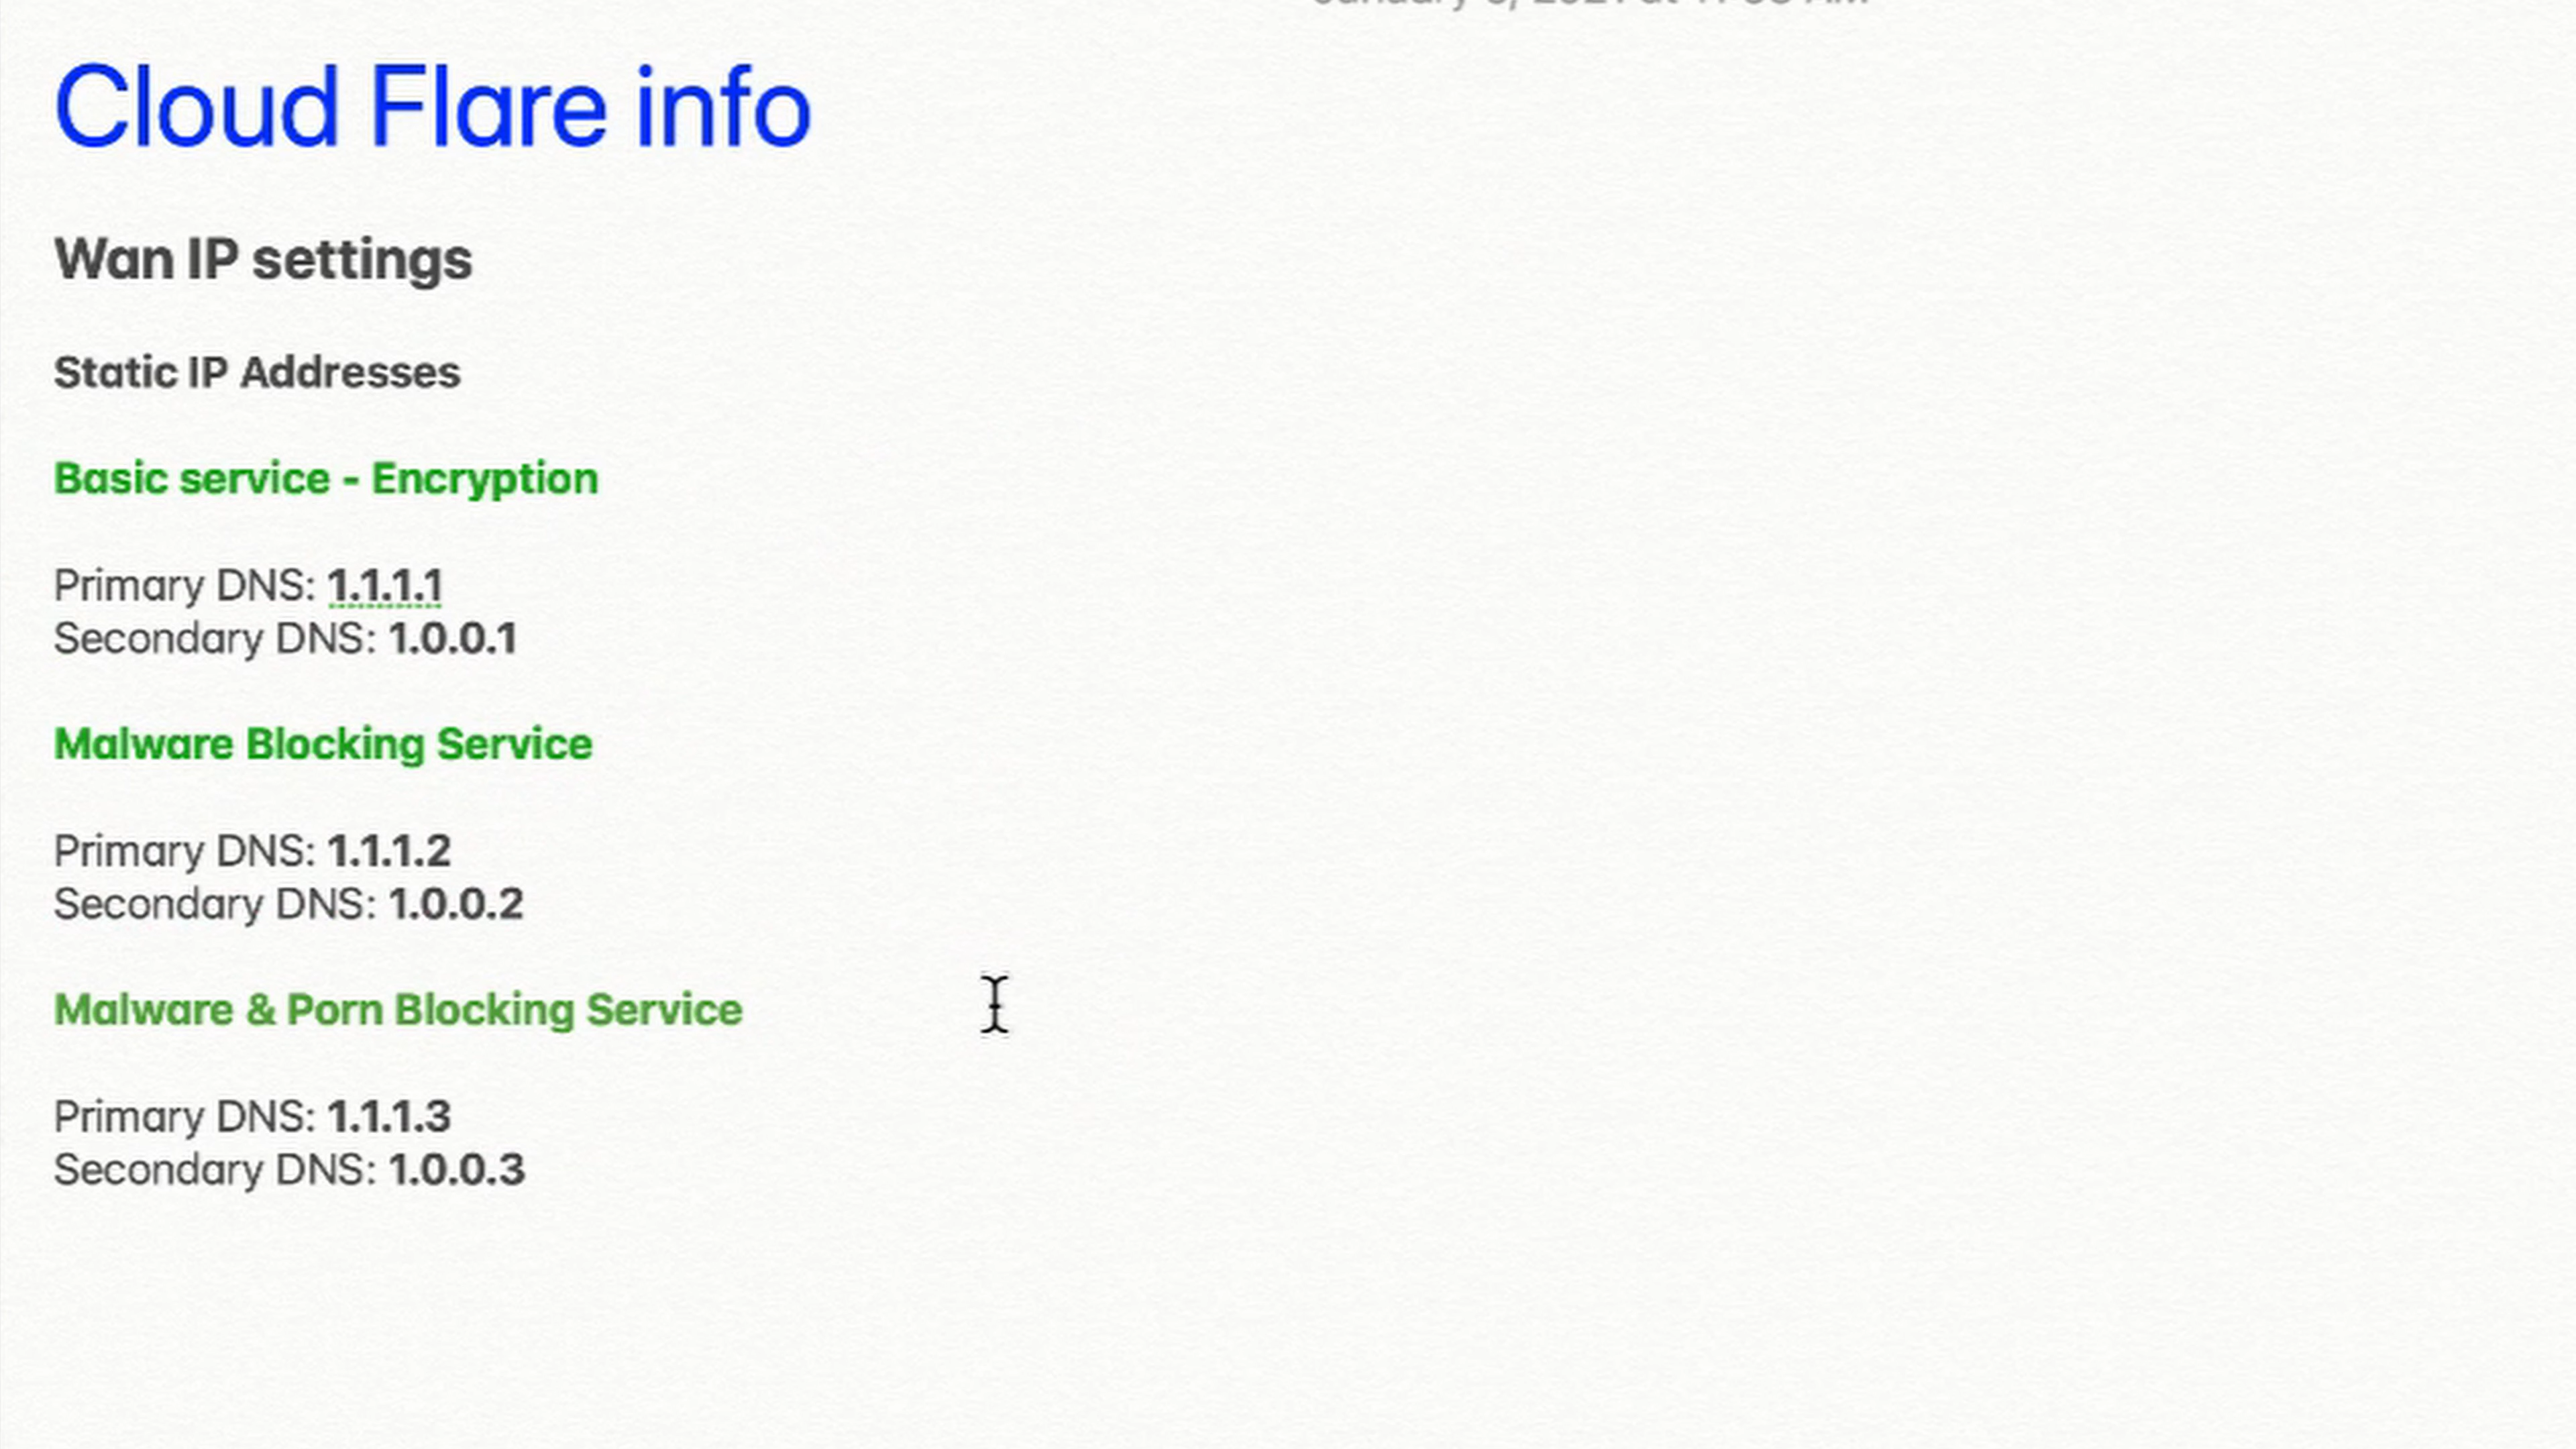 Cloud Flare info
Wan IP settings
Static IP Addresses
Basic service - Encryption
Primary DNS: 1.1.1.1
Secondary DNS: 1.0.0.1
Malware Blocking Service
Primary DNS: 1.1.1.2
Secondary DNS: 1.0.0.2
Malware & Porn Blocking Service
Primary DNS: 1.1.1.3
Secondary DNS: 1.0.0.3